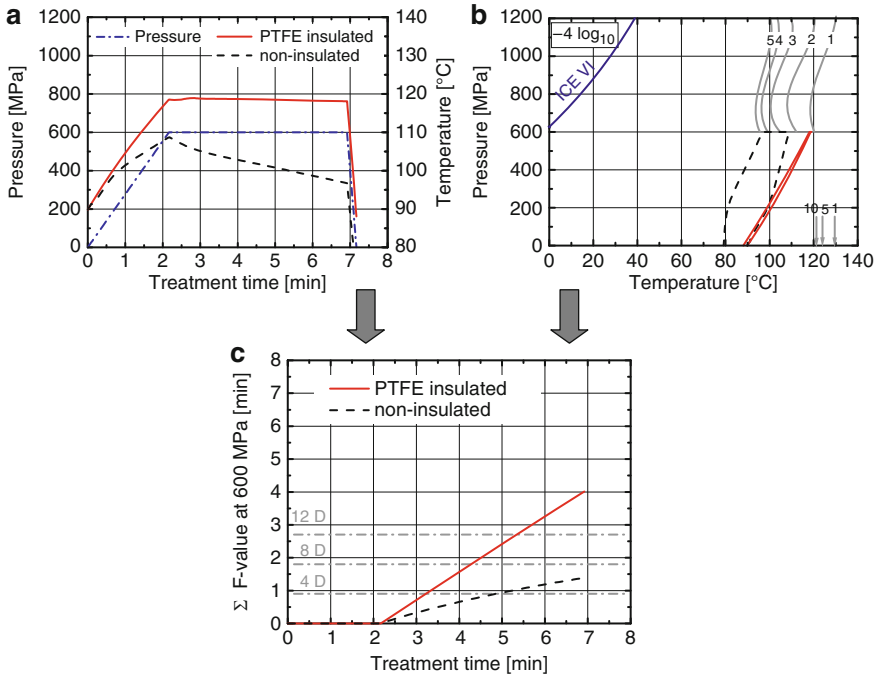 a
Pressure
PTFE insulated
non-insulated
Pressure [MPa]
1200
1000
800
600
400
200
0
140
130
120
110
100
90
80
Temperature [°C]
0 1 2 3 4 5 6 7 8
Treatment time [min]
b
−4 log10
ICE VI
5 4 3 2 1
10 5 1
Pressure [MPa]
1200
1000
800
600
400
200
0
0 20 40 60 80 100 120 140
Temperature [°C]
c
PTFE insulated
non-insulated
Σ F-value at 600 MPa [min]
8
7
6
5
4
3
2
1
0
12 D
8 D
4 D
0 1 2 3 4 5 6 7 8
Treatment time [min]